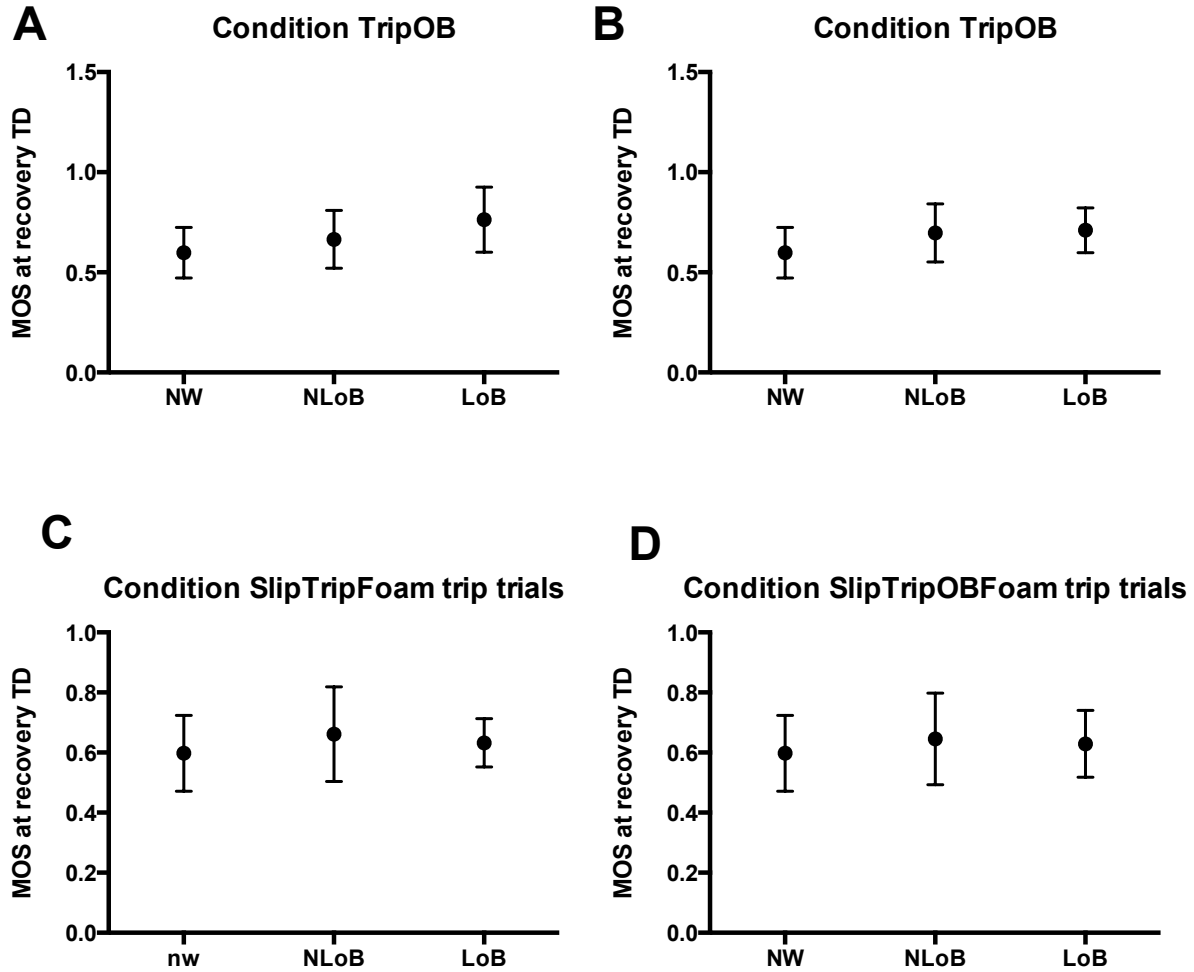 A
Condition TripOB
MOS at recovery TD
1.5
1.0
0.5
0.0
NW NLoB LoB
B
Condition TripOB
MOS at recovery TD
1.5
1.0
0.5
0.0
NW NLoB LoB
C
Condition SlipTripFoam trip trials
MOS at recovery TD
1.0
0.8
0.6
0.4
0.2
0.0
nw NLoB LoB
D
Condition SlipTripOBFoam trip trials
MOS at recovery TD
1.0
0.8
0.6
0.4
0.2
0.0
NW NLoB LoB